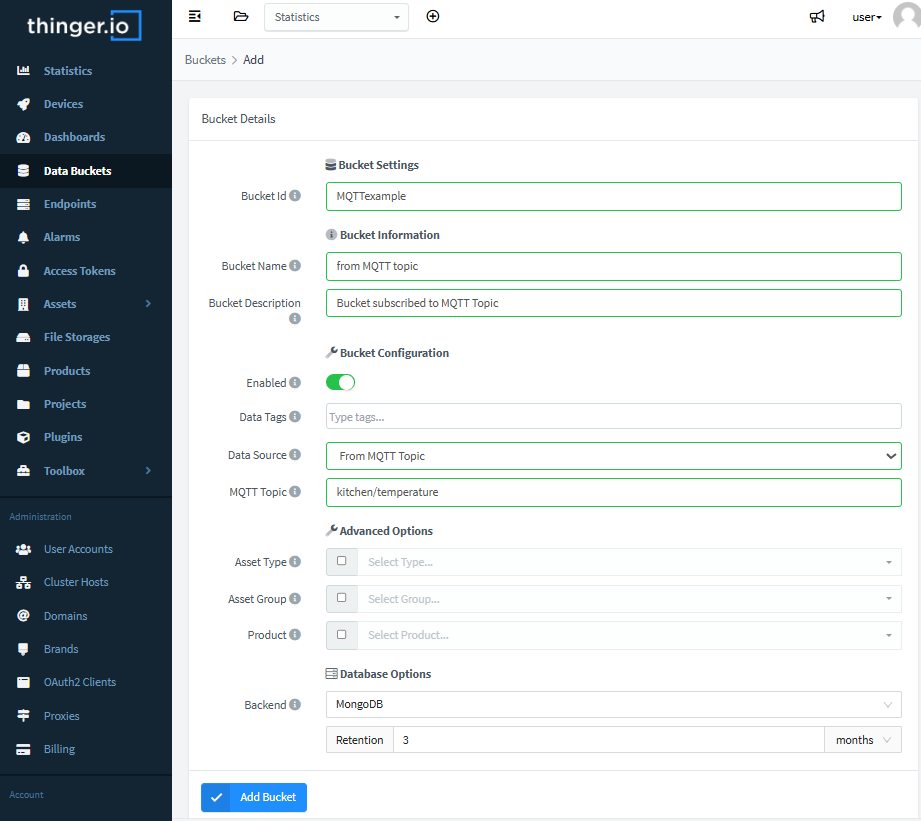 thinger.io
Statistics
user
Statistics
Devices
Dashboards
Data Buckets
Endpoints
Alarms
Access Tokens
Assets
File Storages
Products
Projects
Plugins
Toolbox
Administration
User Accounts
Cluster Hosts
Domains
Brands
OAuth2 Clients
Proxies
Billing
Account
Buckets > Add
Bucket Details
Bucket Settings
Bucket Id MQTTexample
Bucket Information
Bucket Name from MQTT topic
Bucket Description Bucket subscribed to MQTT Topic
Bucket Configuration
Enabled
Data Tags Type tags...
Data Source From MQTT Topic
MQTT Topic kitchen/temperature
Advanced Options
Asset Type Select Type...
Asset Group Select Group...
Product Select Product...
Database Options
Backend MongoDB
Retention 3 months
Add Bucket